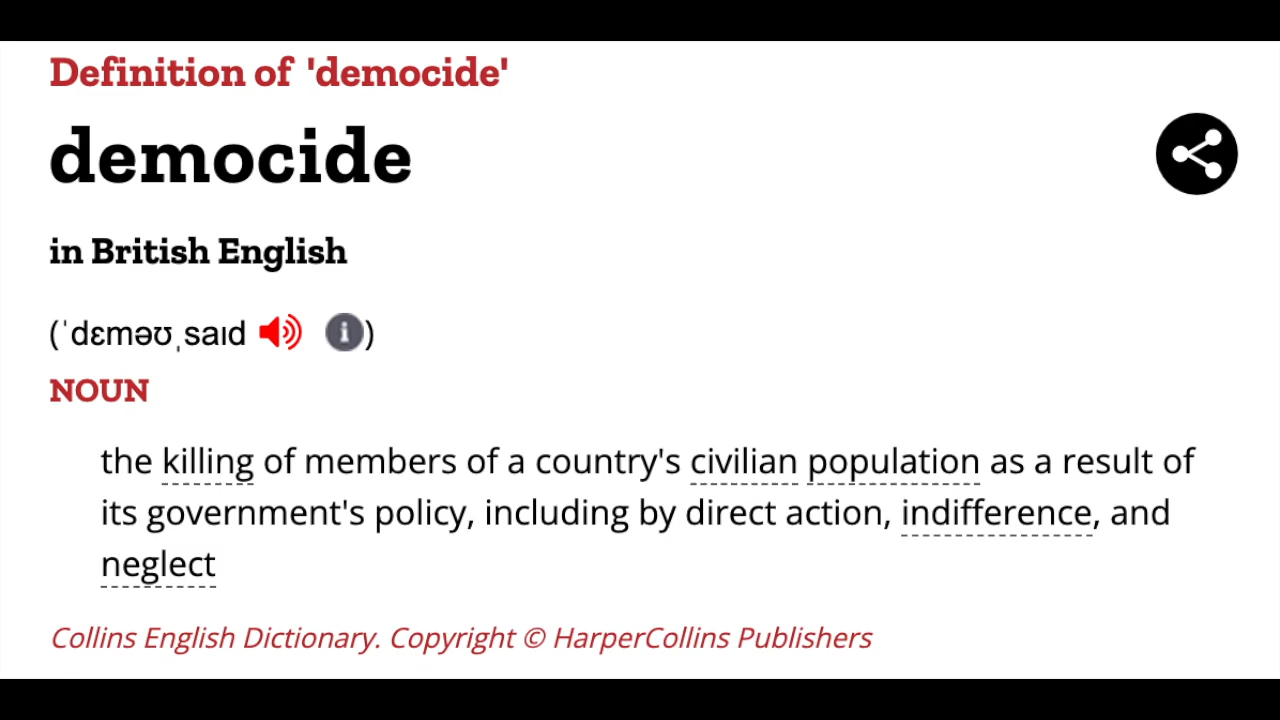 Definition of 'democide'
democide
in British English
(ˈdɛməʊˌsaɪd )
NOUN
the killing of members of a country's civilian population as a result of
its government's policy, including by direct action, indifference, and
neglect
Collins English Dictionary. Copyright © HarperCollins Publishers